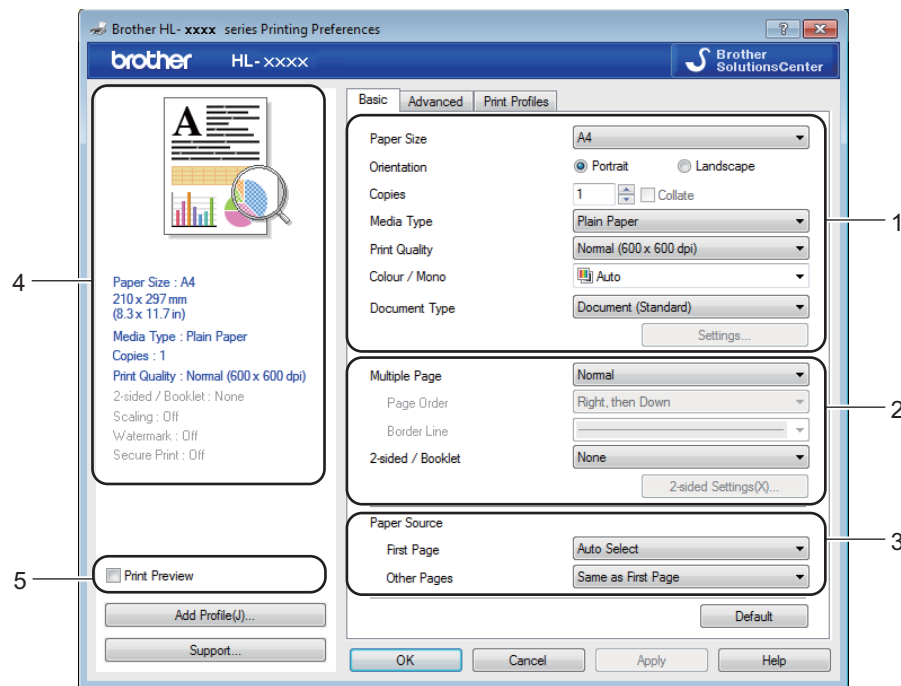 Brother HL- xxxx series Printing Preferences
brother HL-xxxx
Brother
SolutionsCenter
A
Paper Size : A4
210 x 297 mm
(8.3 x 11.7 in)
Media Type : Plain Paper
Copies : 1
Print Quality : Normal (600 x 600 dpi)
2-sided / Booklet : None
Scaling : Off
Watermark : Off
Secure Print : Off
4
Print Preview
5
Add Profile(J)...
Support...
Basic Advanced Print Profiles
Paper Size A4
Orientation Portrait Landscape
Copies 1 Collate
Media Type Plain Paper
1
Print Quality Normal (600 x 600 dpi)
Colour / Mono Auto
Document Type Document (Standard)
Settings...
Multiple Page Normal
Page Order Right, then Down
2
Border Line
2-sided / Booklet None
2-sided Settings(X)...
Paper Source
First Page Auto Select
3
Other Pages Same as First Page
Default
OK Cancel Apply Help